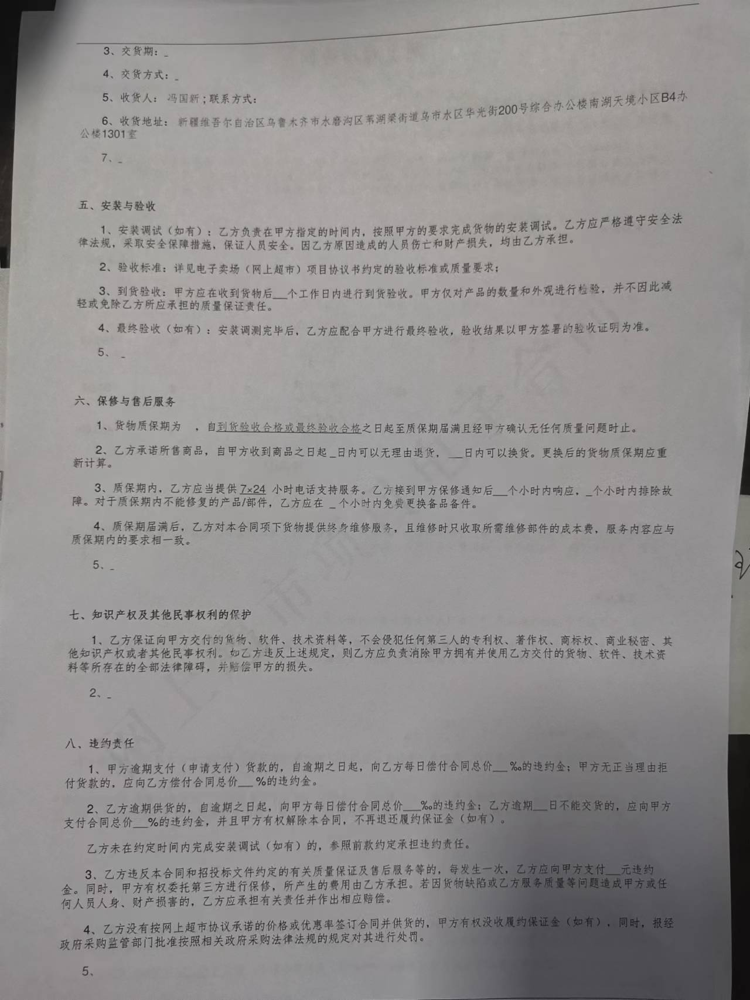 3、交货期：_
4、交货方式：_
5、收货人： 冯国新；联系方式：
6、收货地址： 新疆维吾尔自治区乌鲁木齐市水磨沟区苇湖梁街道乌市水区华光街200号综合办公楼南湖天境小区B4办
公楼1301室
7、_
五、安装与验收
1、安装调试（如有）：乙方负责在甲方指定的时间内，按照甲方的要求完成货物的安装调试。乙方应严格遵守安全法
律法规，采取安全保障措施，保证人员安全。因乙方原因造成的人员伤亡和财产损失，均由乙方承担。
2、验收标准：详见电子卖场（网上超市）项目协议书约定的验收标准或质量要求；
3、到货验收：甲方应在收到货物后__个工作日内进行到货验收。甲方仅对产品的数量和外观进行检验，并不因此减
轻或免除乙方所应承担的质量保证责任。
4、最终验收（如有）：安装调测完毕后，乙方应配合甲方进行最终验收，验收结果以甲方签署的验收证明为准。
5、 _
六、保修与售后服务
1、货物质保期为 ，自到货验收合格或最终验收合格之日起至质保期届满且经甲方确认无任何质量问题时止。
2、乙方承诺所售商品，自甲方收到商品之日起 _日内可以无理由退货， __日内可以换货。更换后的货物质保期应重
新计算。
3、质保期内，乙方应当提供 7×24 小时电话支持服务。乙方接到甲方保修通知后__个小时内响应，_个小时内排除故
障。对于质保期内不能修复的产品/部件，乙方应在 _ 个小时内免费更换备品备件。
4、质保期届满后，乙方对本合同项下货物提供终身维修服务，且维修时只收取所需维修部件的成本费，服务内容应与
质保期内的要求相一致。
5、_
七、知识产权及其他民事权利的保护
1、乙方保证向甲方交付的货物、软件、技术资料等，不会侵犯任何第三人的专利权、著作权、商标权、商业秘密、其
他知识产权或者其他民事权利。如乙方违反上述规定，则乙方应负责消除甲方拥有并使用乙方交付的货物、软件、技术资
料等所存在的全部法律障碍，并赔偿甲方的损失。
2、_
八、违约责任
1、甲方逾期支付（申请支付）货款的，自逾期之日起，向乙方每日偿付合同总价__ ‰的违约金；甲方无正当理由拒
付货款的，应向乙方偿付合同总价__ %的违约金。
2、乙方逾期供货的，自逾期之日起，向甲方每日偿付合同总价__‰的违约金；乙方逾期__日不能交货的，应向甲方
支付合同总价__%的违约金，并且甲方有权解除本合同，不再退还履约保证金（如有）。
乙方未在约定时间内完成安装调试（如有）的，参照前款约定承担违约责任。
3、乙方违反本合同和招投标文件约定的有关质量保证及售后服务等的，每发生一次，乙方应向甲方支付__元违约
金。同时，甲方有权委托第三方进行保修，所产生的费用由乙方承担。若因货物缺陷或乙方服务质量等问题造成甲方或任
何人员人身、财产损害的，乙方应承担有关责任并作出相应赔偿。
4、乙方没有按网上超市协议承诺的价格或优惠率签订合同并供货的，甲方有权没收履约保证金（如有），同时，报经
政府采购监管部门批准按照相关政府采购法律法规的规定对其进行处罚。
5、